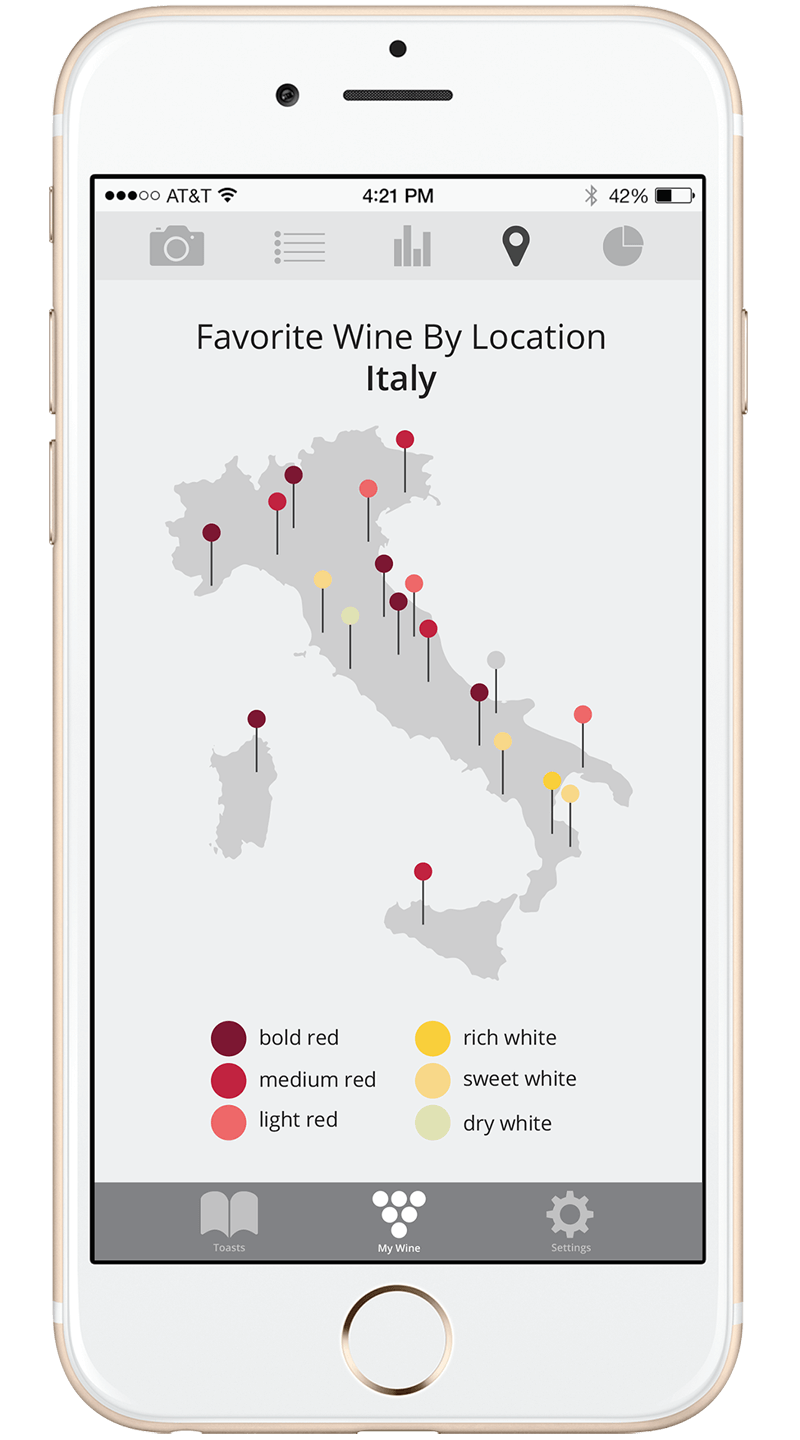 AT&T 4:21 PM 42%
Favorite Wine By Location
Italy
bold red
rich white
medium red
sweet white
light red
dry white
Toasts
My Wine
Settings